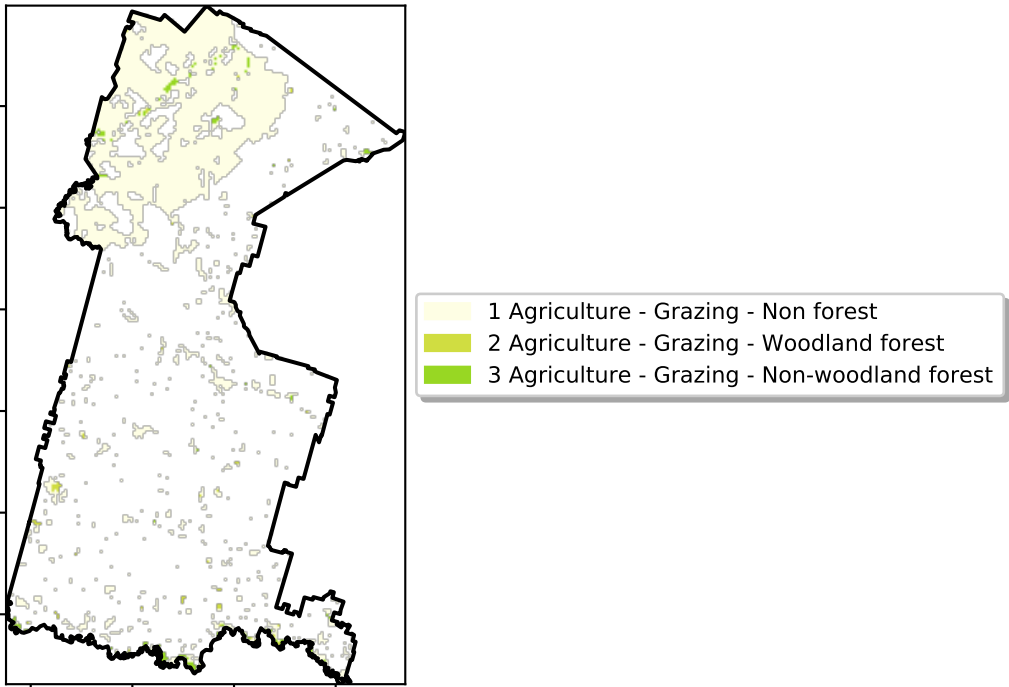 1 Agriculture - Grazing - Non forest
2 Agriculture - Grazing - Woodland forest
3 Agriculture - Grazing - Non-woodland forest